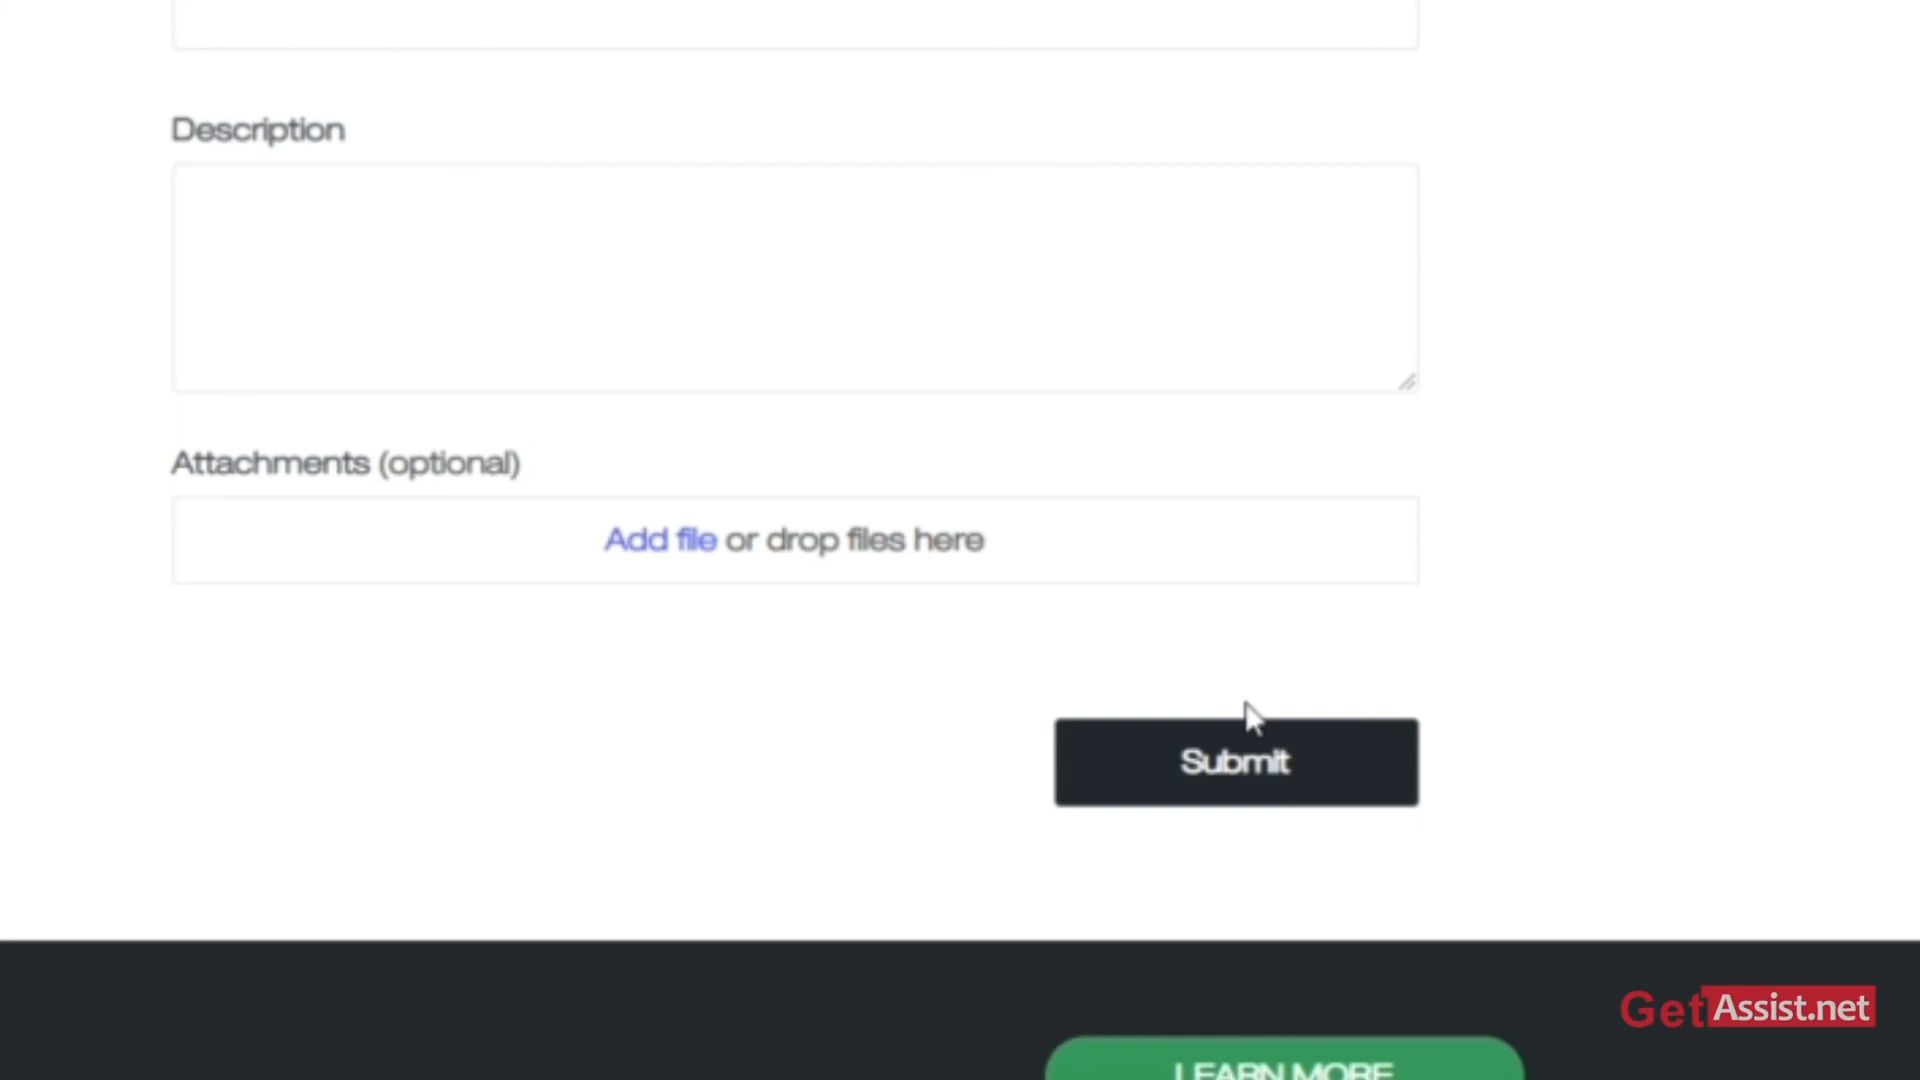 Description
Attachments (optional)
Add file or drop files here
Submit
GetAssist.net
LEARN MORE